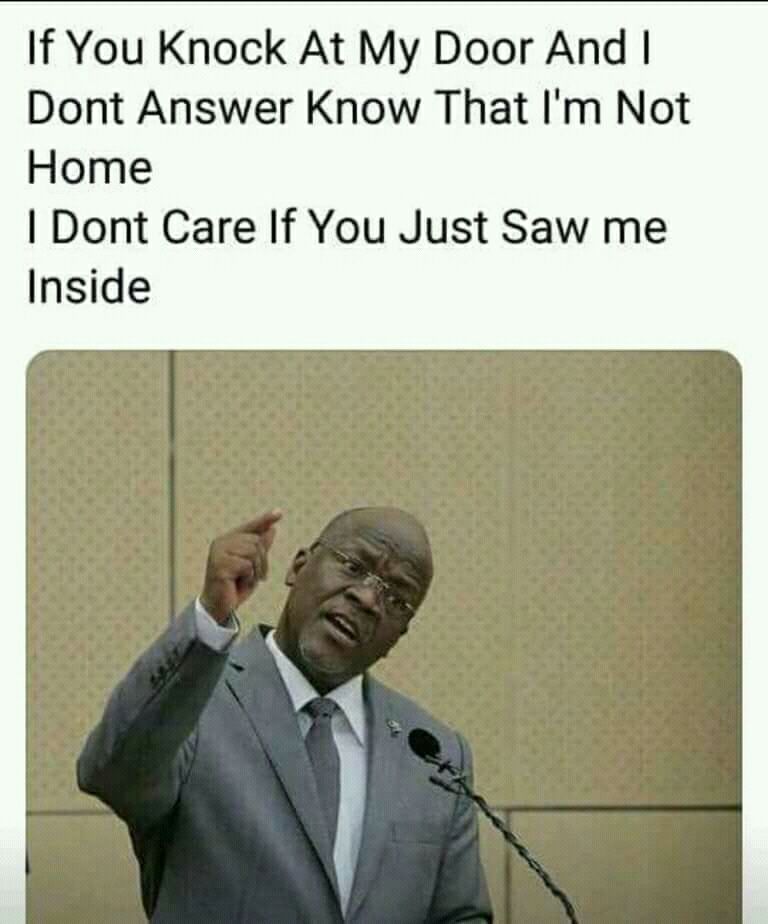 If You Knock At My Door And I
Dont Answer Know That I'm Not
Home
I Dont Care If You Just Saw me
Inside